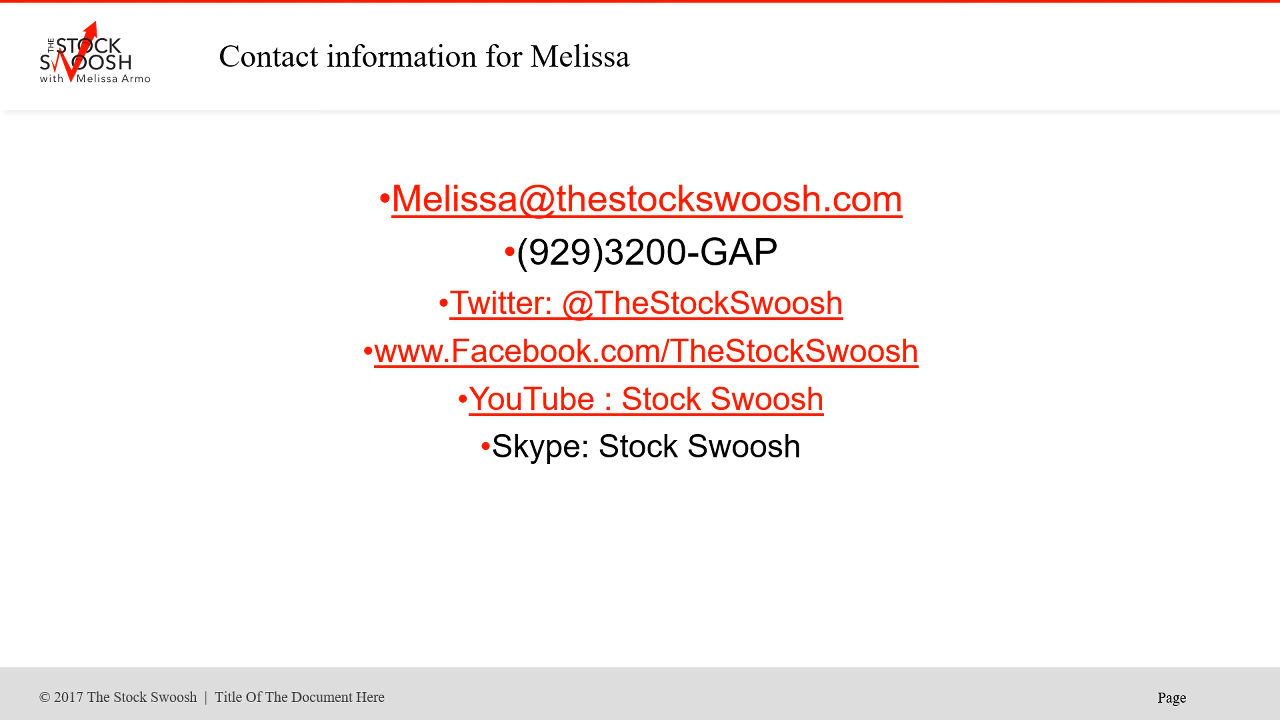 THE STOCK
SWOOSH
with Melissa Armo
Contact information for Melissa
•Melissa@thestockswoosh.com
•(929)3200-GAP
•Twitter: @TheStockSwoosh
•www.Facebook.com/TheStockSwoosh
•YouTube : Stock Swoosh
•Skype: Stock Swoosh
© 2017 The Stock Swoosh | Title Of The Document Here
Page